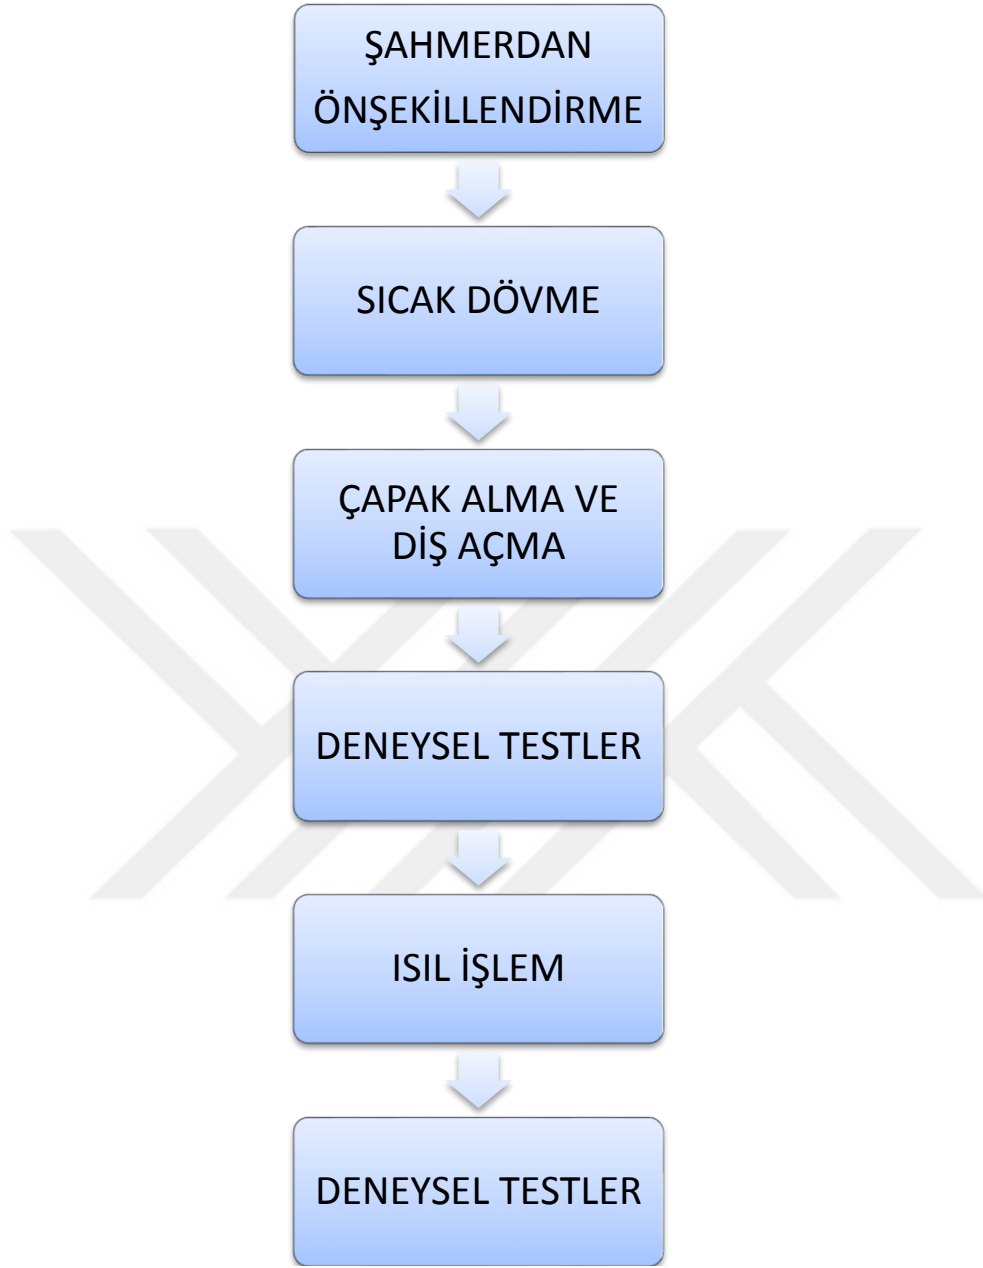 ŞAHMERDAN
ÖNŞEKİLLENDİRME
SICAK DÖVME
ÇAPAK ALMA VE
DİŞ AÇMA
DENEYSEL TESTLER
ISIL İŞLEM
DENEYSEL TESTLER